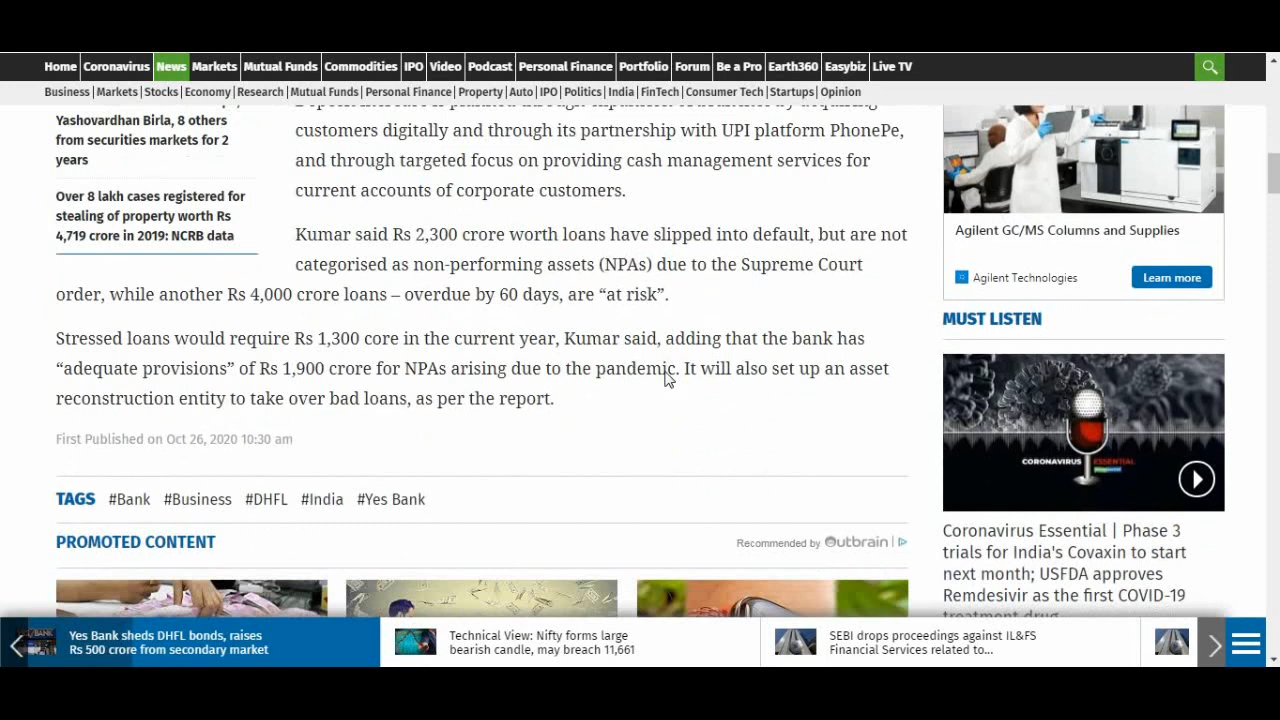 Home Coronavirus News Markets Mutual Funds Commodities IPO Video Podcast Personal Finance Portfolio Forum Be a Pro Earth360 Easybiz Live TV
Business | Markets | Stocks | Economy | Research | Mutual Funds | Personal Finance | Property | Auto | IPO | Politics | India | FinTech | Consumer Tech | Startups | Opinion
Yashovardhan Birla, 8 others
from securities markets for 2
years
Over 8 lakh cases registered for
stealing of property worth Rs
4,719 crore in 2019: NCRB data
customers digitally and through its partnership with UPI platform PhonePe,
and through targeted focus on providing cash management services for
current accounts of corporate customers.
Kumar said Rs 2,300 crore worth loans have slipped into default, but are not
categorised as non-performing assets (NPAs) due to the Supreme Court
order, while another Rs 4,000 crore loans – overdue by 60 days, are “at risk”.
Stressed loans would require Rs 1,300 core in the current year, Kumar said, adding that the bank has
“adequate provisions” of Rs 1,900 crore for NPAs arising due to the pandemic. It will also set up an asset
reconstruction entity to take over bad loans, as per the report.
First Published on Oct 26, 2020 10:30 am
TAGS #Bank #Business #DHFL #India #Yes Bank
PROMOTED CONTENT
Recommended by Outbrain
Agilent GC/MS Columns and Supplies
Agilent Technologies
Learn more
MUST LISTEN
CORONAVIRUS ESSENTIAL
Coronavirus Essential | Phase 3
trials for India's Covaxin to start
next month; USFDA approves
Remdesivir as the first COVID-19
treatment drug
Yes Bank sheds DHFL bonds, raises
Rs 500 crore from secondary market
Technical View: Nifty forms large
bearish candle, may breach 11,661
SEBI drops proceedings against IL&FS
Financial Services related to...